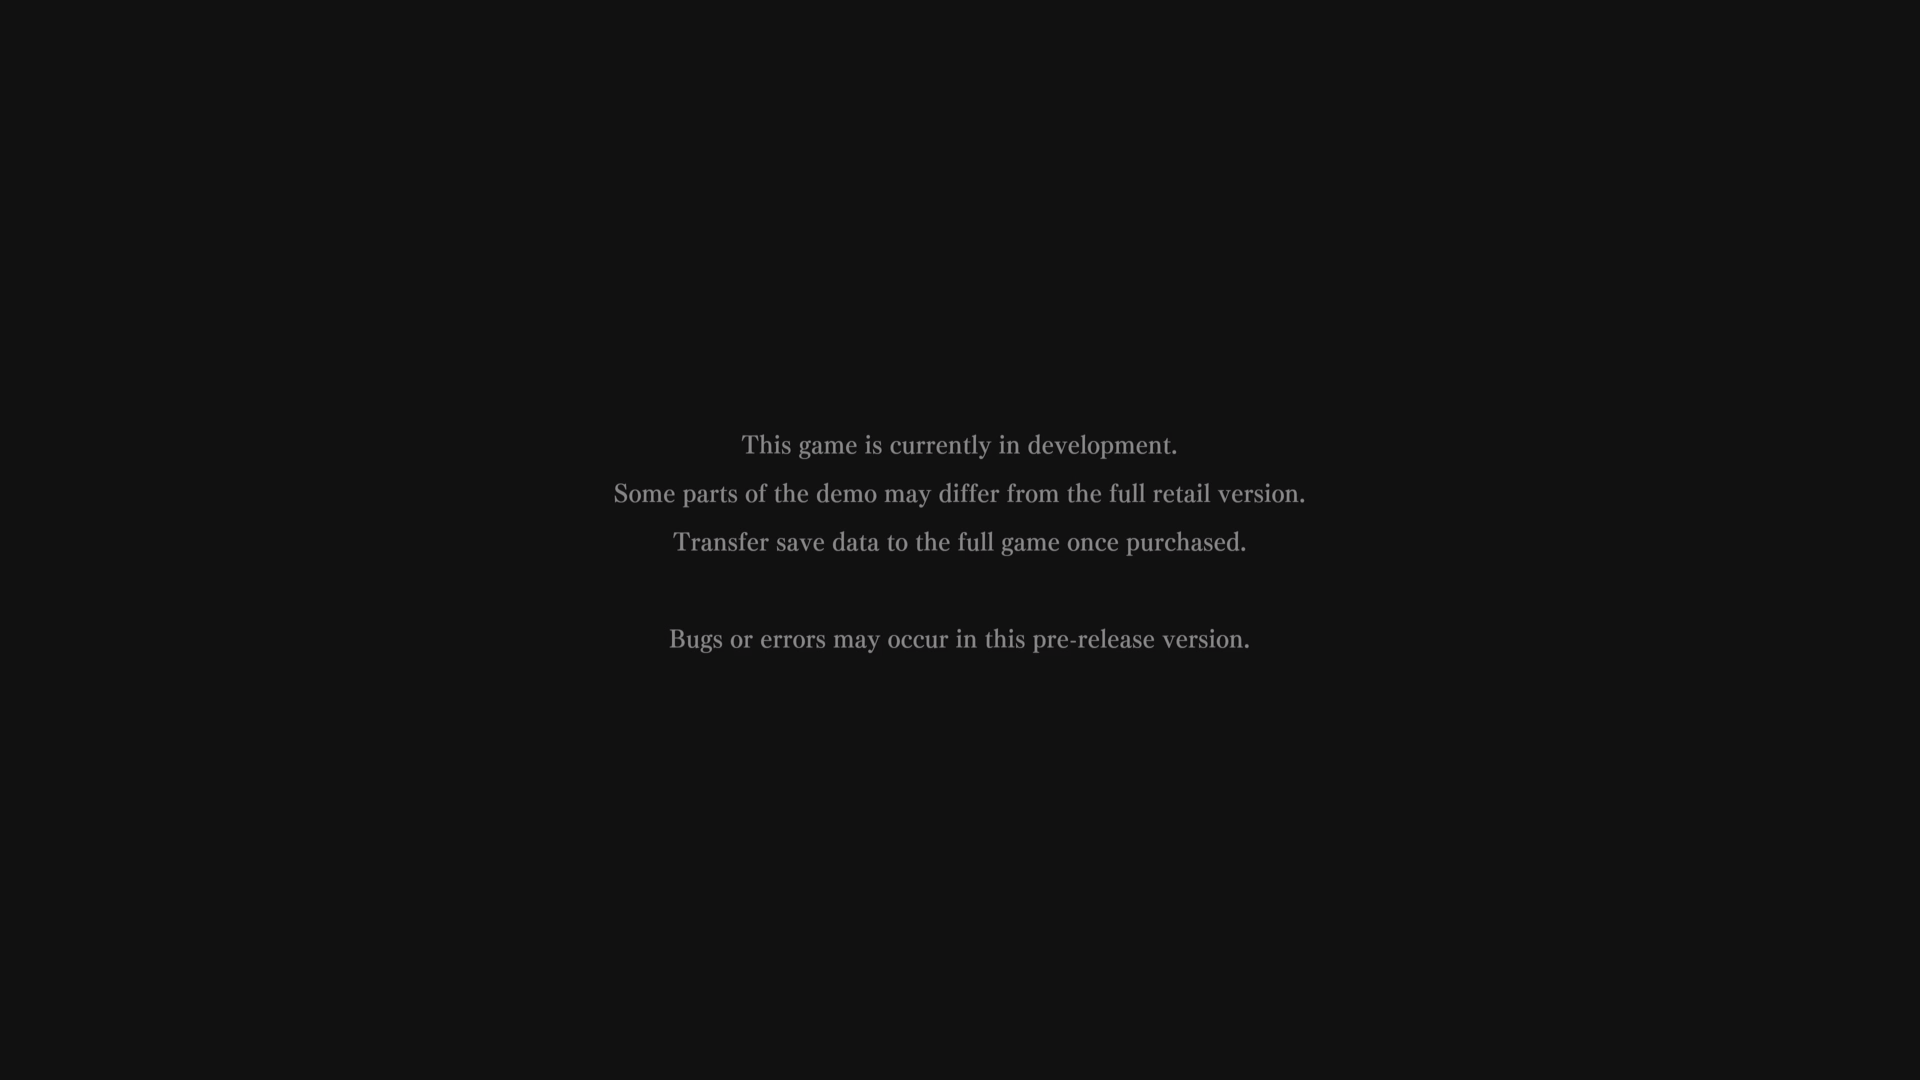 This game is currently in development.
Some parts of the demo may differ from the full retail version.
Transfer save data to the full game once purchased.
Bugs or errors may occur in this pre-release version.